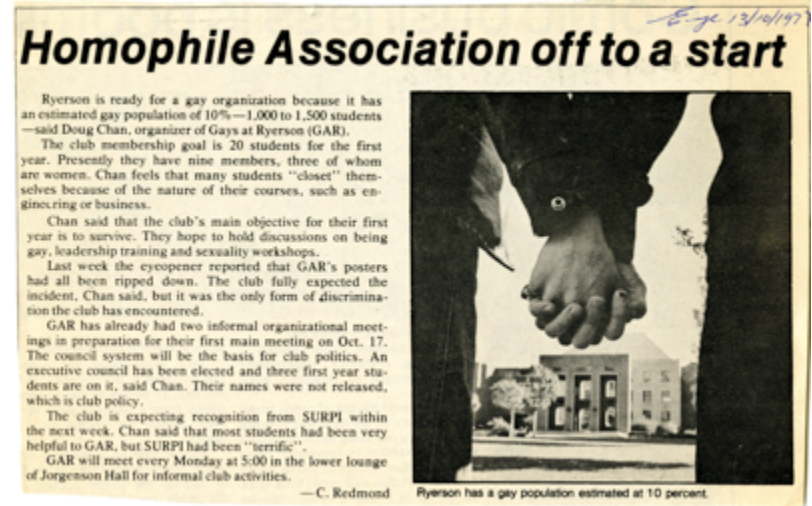 13/10/197
Homophile Association off to a start
Ryerson is ready for a gay organization because it has
an estimated gay population of 10%—1,000 to 1,500 students
—said Doug Chan, organizer of Gays at Ryerson (GAR).
The club membership goal is 20 students for the first
year. Presently they have nine members, three of whom
are women. Chan feels that many students "closet" them-
selves because of the nature of their courses, such as en-
gineering or business.
Chan said that the club's main objective for their first
year is to survive. They hope to hold discussions on being
gay, leadership training and sexuality workshops.
Last week the eyeopener reported that GAR's posters
had all been ripped down. The club fully expected the
incident, Chan said, but it was the only form of discrimina-
tion the club has encountered.
GAR has already had two informal organizational meet-
ings in preparation for their first main meeting on Oct. 17.
The council system will be the basis for club politics. An
executive council has been elected and three first year stu-
dents are on it, said Chan. Their names were not released,
which is club policy.
The club is expecting recognition from SURPI within
the next week. Chan said that most students had been very
helpful to GAR, but SURPI had been "terrific".
GAR will meet every Monday at 5:00 in the lower lounge
of Jorgenson Hall for informal club activities.
—C. Redmond
Ryerson has a gay population estimated at 10 percent.